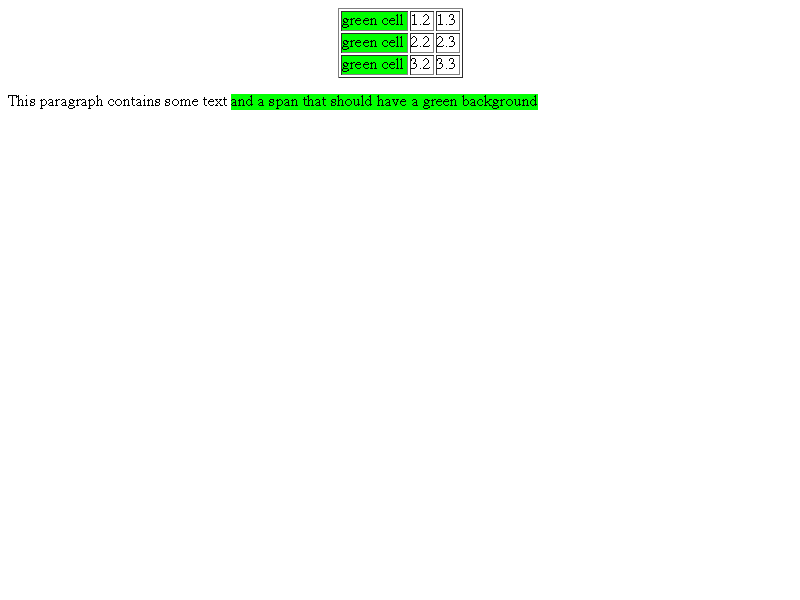 green cell 1.2 1.3
green cell 2.2 2.3
green cell 3.2 3.3
This paragraph contains some text and a span that should have a green background